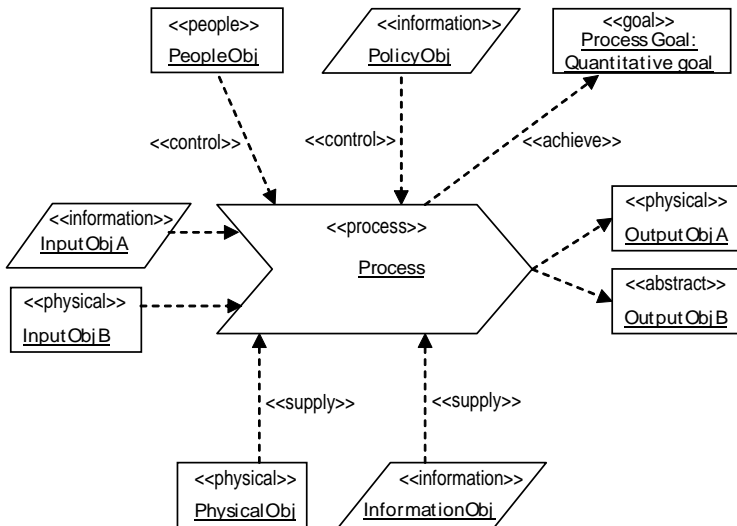 <<people>>
PeopleObj
<<information>>
PolicyObj
<<goal>>
Process Goal:
Quantitative goal
<<control>>
<<control>>
<<achieve>>
<<information>>
InputObjA
<<process>>
Process
<<physical>>
OutputObjA
<<physical>>
InputObjB
<<abstract>>
OutputObjB
<<supply>>
<<supply>>
<<physical>>
PhysicalObj
<<information>>
InformationObj